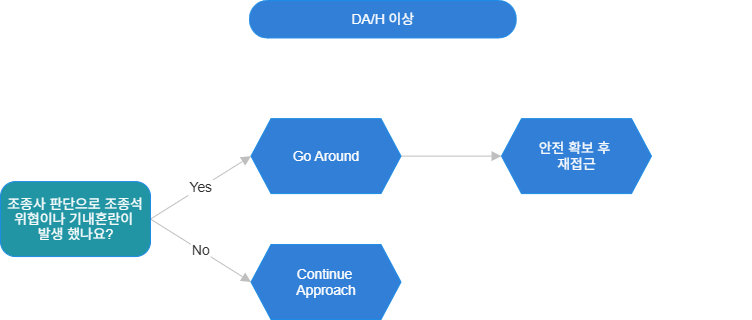 DA/H 이상
Go Around
안전 확보 후
재접근
Yes
조종사 판단으로 조종석
위협이나 기내혼란이
발생 했나요?
No
Continue
Approach